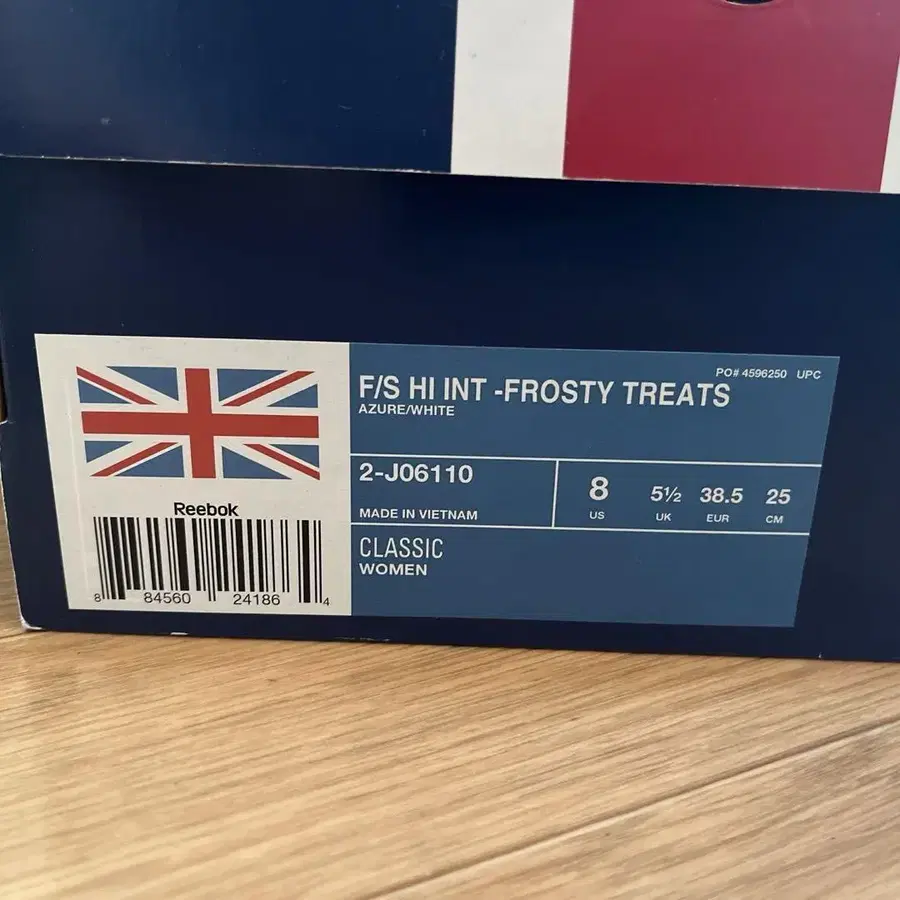 PO# 4596250 UPC
F/S HI INT -FROSTY TREATS
AZURE/WHITE
2-J06110
MADE IN VIETNAM
8 5½ 38.5 25
US UK EUR CM
CLASSIC
WOMEN
Reebok
8 84560 24186 4